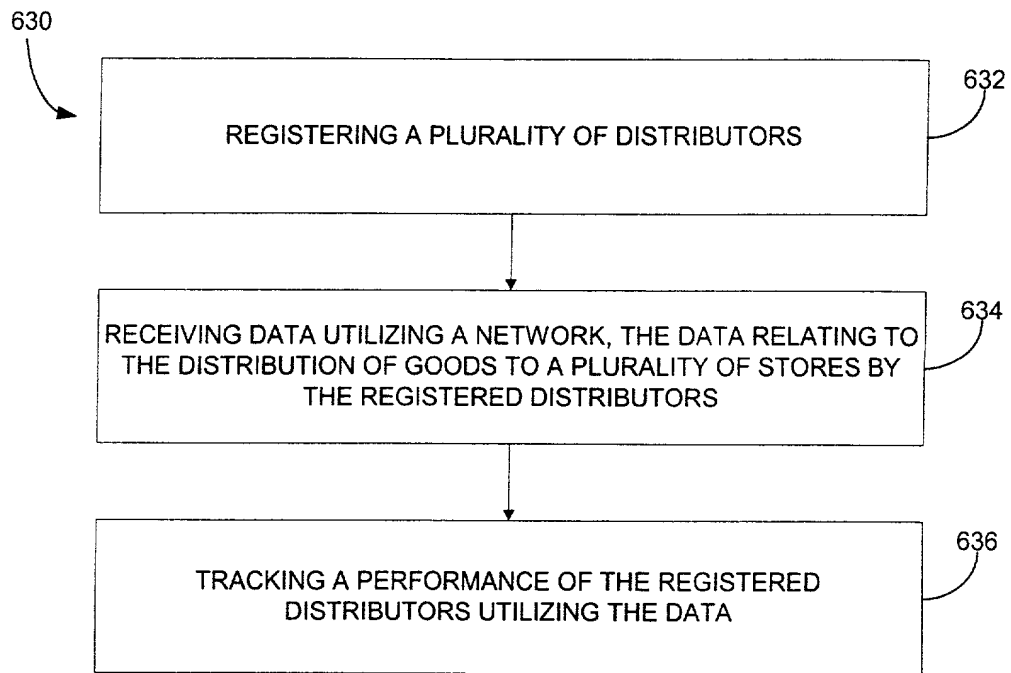 630
632
REGISTERING A PLURALITY OF DISTRIBUTORS
634
RECEIVING DATA UTILIZING A NETWORK, THE DATA RELATING TO
THE DISTRIBUTION OF GOODS TO A PLURALITY OF STORES BY
THE REGISTERED DISTRIBUTORS
636
TRACKING A PERFORMANCE OF THE REGISTERED
DISTRIBUTORS UTILIZING THE DATA